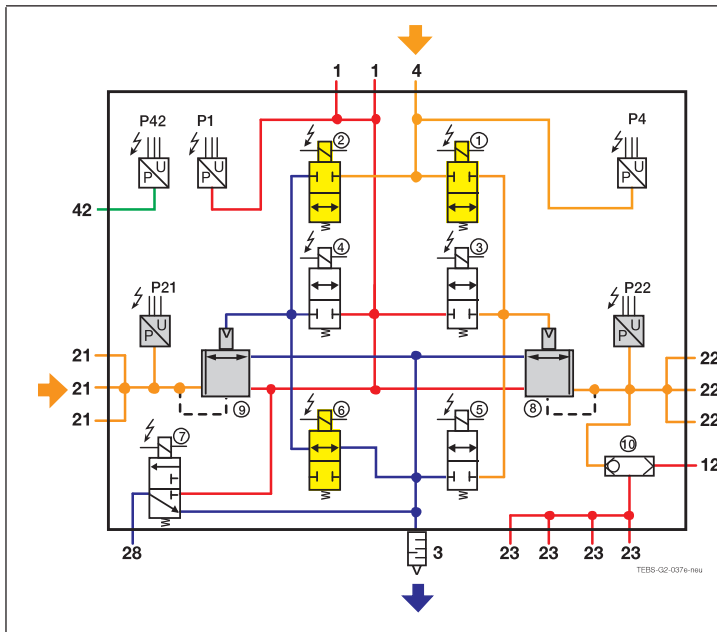 1 1 4
P42 P1 ② ① P4
U P U P U P
42
④ ③
P21 P22
U P U P
21 22
21 22
21 22
⑨ ⑧
⑥ ⑤
⑦ ⑩
12
28 3 23 23 23 23
TEBS-G2-037e-neu